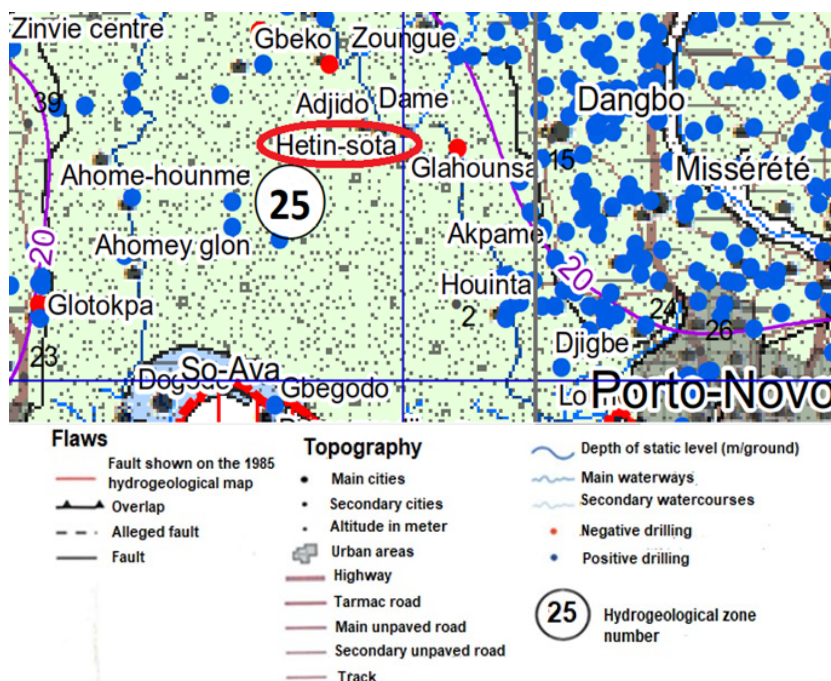 Zinvie centre
Gbeko
Zoungue
39
Adjido
Dame
Dangbo
Hetin-sota
Glahounsa
15
Missérété
Ahome-hounme
25
Akpame
Ahomey glon
20
20
Houinta
Glotokpa
2
24
26
23
Djigbe
So-Ava
Gbegodo
Porto-Novo
Flaws
Fault shown on the 1985
hydrogeological map
Overlap
Alleged fault
Fault
Topography
Main cities
Secondary cities
Altitude in meter
Urban areas
Highway
Tarmac road
Main unpaved road
Secondary unpaved road
Track
Depth of static level (m/ground)
Main waterways
Secondary watercourses
Negative drilling
Positive drilling
25
Hydrogeological zone
number